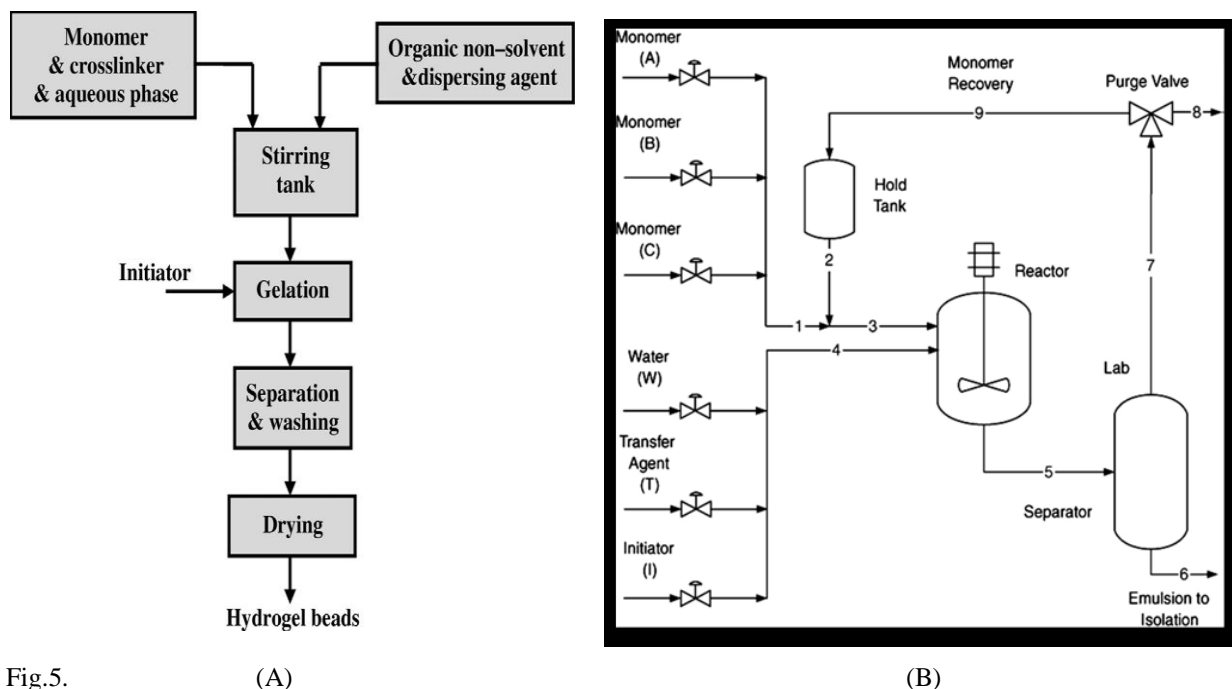 Monomer
& crosslinker
& aqueous phase
Organic non–solvent
&dispersing agent
Stirring
tank
Initiator
Gelation
Separation
& washing
Drying
Hydrogel beads
Monomer
(A)
Monomer
(B)
Monomer
(C)
Water
(W)
Transfer
Agent
(T)
Initiator
(I)
Monomer
Recovery
Purge Valve
9
8
Hold
Tank
2
7
Reactor
1
3
4
Lab
5
Separator
6
Emulsion to
Isolation
Fig.5.
(A)
(B)